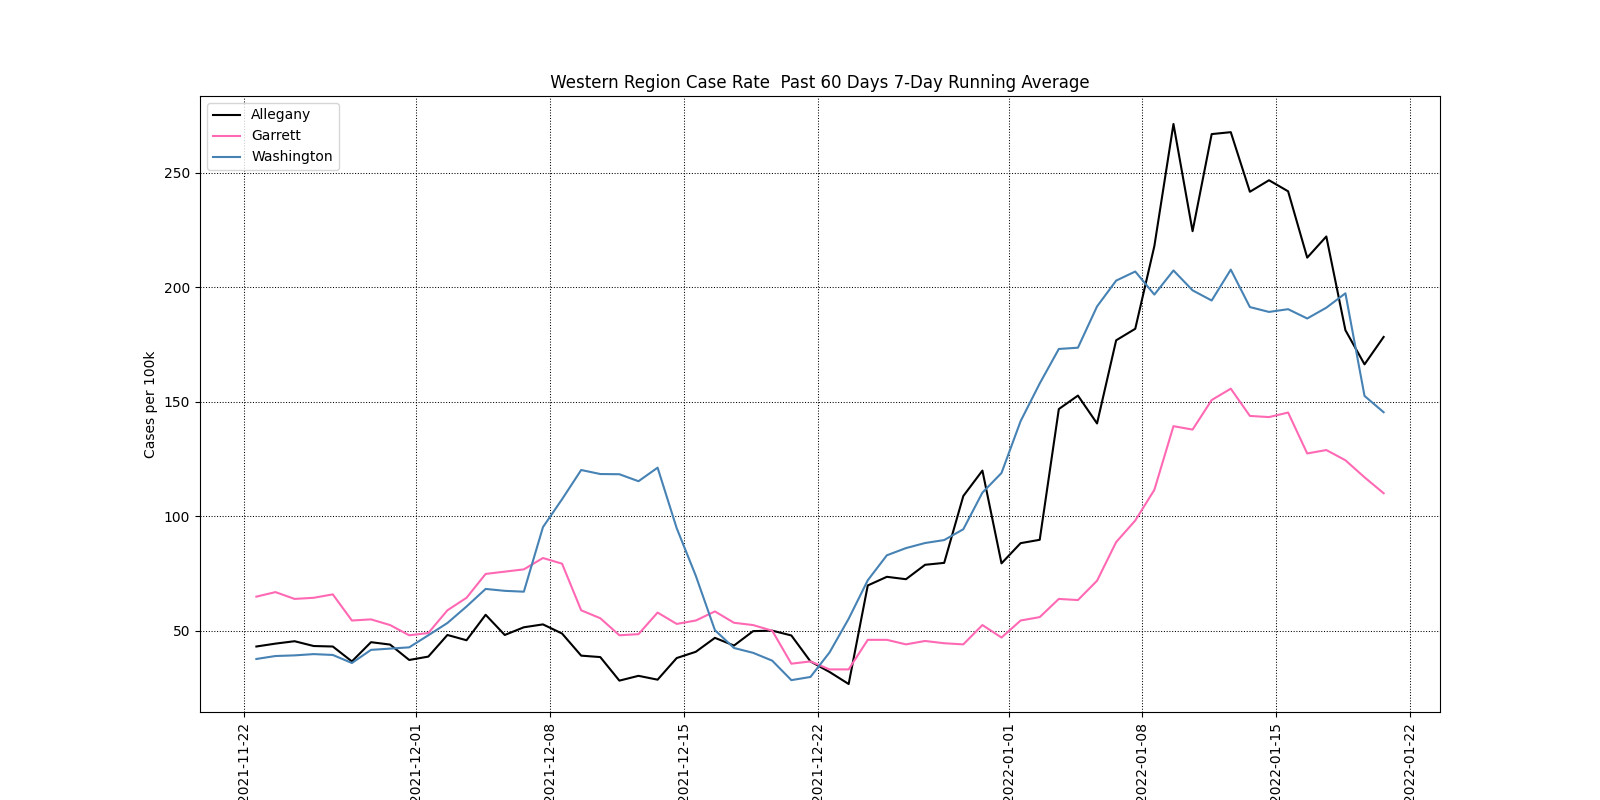 Western Region Case Rate  Past 60 Days 7-Day Running Average
Allegany
Garrett
Washington
250
200
150
100
50
Cases per 100k
2021-11-22
2021-12-01
2021-12-08
2021-12-15
2021-12-22
2022-01-01
2022-01-08
2022-01-15
2022-01-22